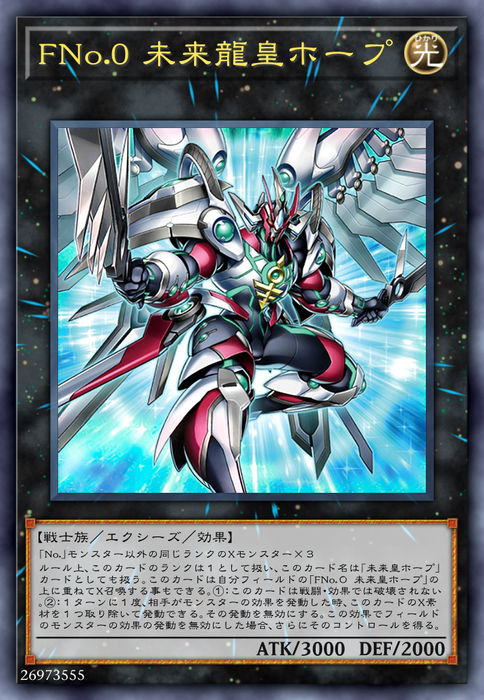 FNo.0 未来龍皇ホープ
ひかり
光
【戦士族／エクシーズ／効果】
「No.」モンスター以外の同じランクのXモンスター×3
ルール上、このカードのランクは1として扱い、このカード名は「未来皇ホープ」
カードとしても扱う。このカードは自分フィールドの「FNo.0 未来皇ホープ」の
上に重ねてX召喚する事もできる。①：このカードは戦闘・効果では破壊されない。
②：1ターンに1度、相手がモンスターの効果を発動した時、このカードのX素
材を1つ取り除いて発動できる。その発動を無効にする。この効果でフィールド
のモンスターの効果の発動を無効にした場合、さらにそのコントロールを得る。
ATK/3000 DEF/2000
26973555